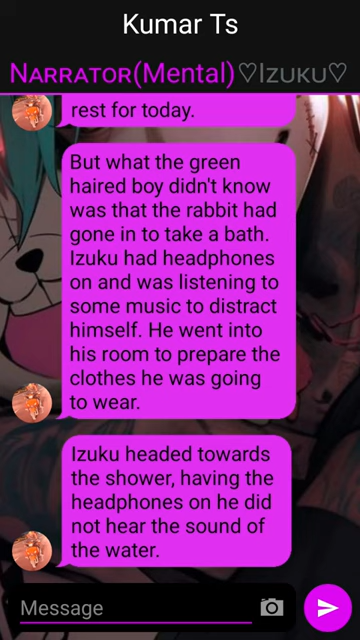 Kumar Ts
Narrator(Mental)♡Izuku♡
rest for today.
But what the green
haired boy didn't know
was that the rabbit had
gone in to take a bath.
Izuku had headphones
on and was listening to
some music to distract
himself. He went into
his room to prepare the
clothes he was going
to wear.
Izuku headed towards
the shower, having the
headphones on he did
not hear the sound of
the water.
Message